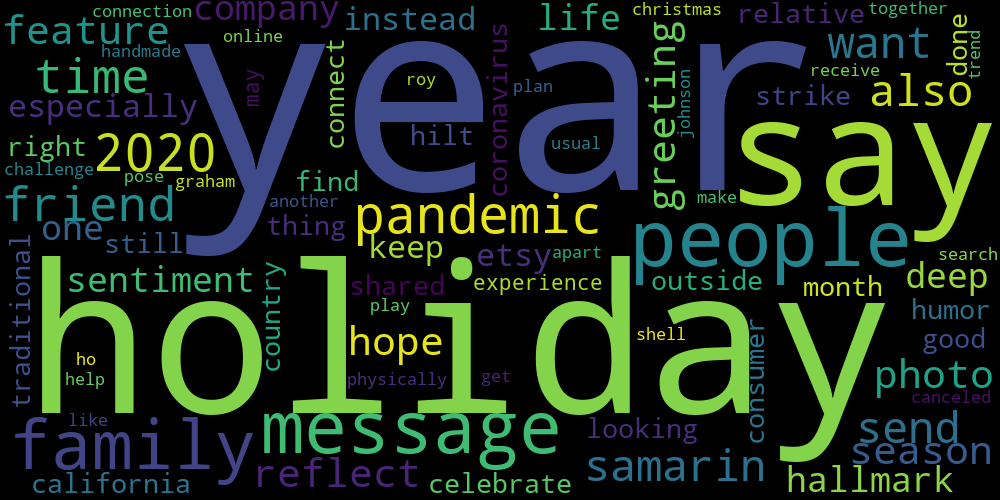 connection company instead life christmas relative together
feature online year want done trend
handmade
time may connect roy coronavirus plan greeting johnson receive
especially strike also
right 2020 hilt usual say
challenge pose graham find
friend another pandemic make people
one still thing keep etsy apart search
traditional sentiment country shared experience outside month deep
holiday play shell humor
ho hope consumer good
help physically get photo
like message canceled
family looking send
california reflect celebrate samarin season
hallmark